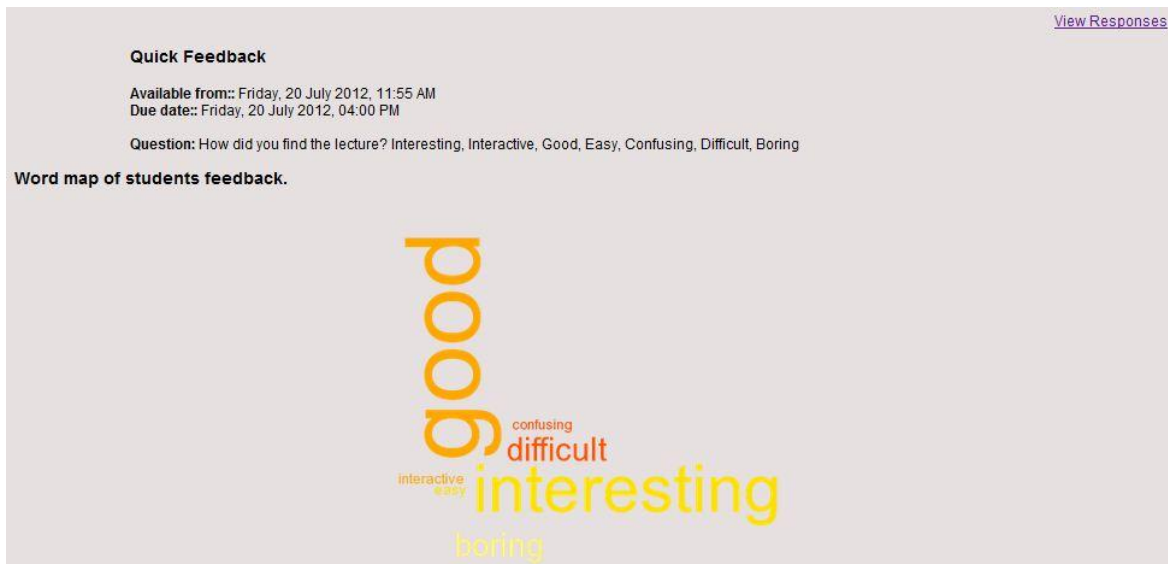 View Responses
Quick Feedback
Available from:: Friday, 20 July 2012, 11:55 AM
Due date:: Friday, 20 July 2012, 04:00 PM
Question: How did you find the lecture? Interesting, Interactive, Good, Easy, Confusing, Difficult, Boring
Word map of students feedback.
good
confusing
difficult
interactive
easy
interesting
boring